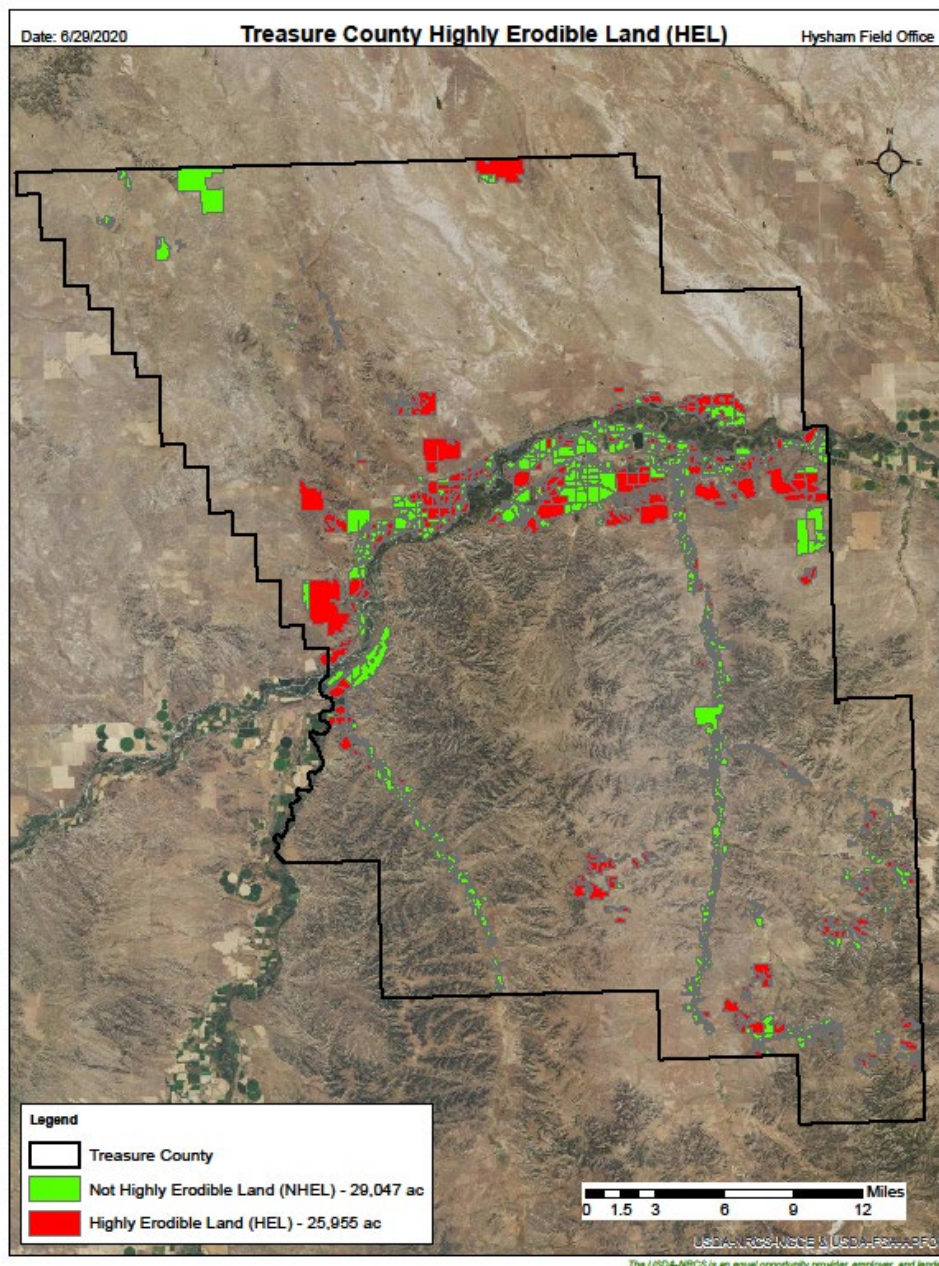 Date: 6/29/2020
Treasure County Highly Erodible Land (HEL)
Hysham Field Office
N
W E
S
Legend
Treasure County
Not Highly Erodible Land (NHEL) - 29,047 ac
Highly Erodible Land (HEL) - 25,955 ac
Miles
0 1.5 3 6 9 12
USDA-NRCS-NGCE & USDA-FSA-APFO
The USDA-NRCS is an equal opportunity provider, employer, and lende